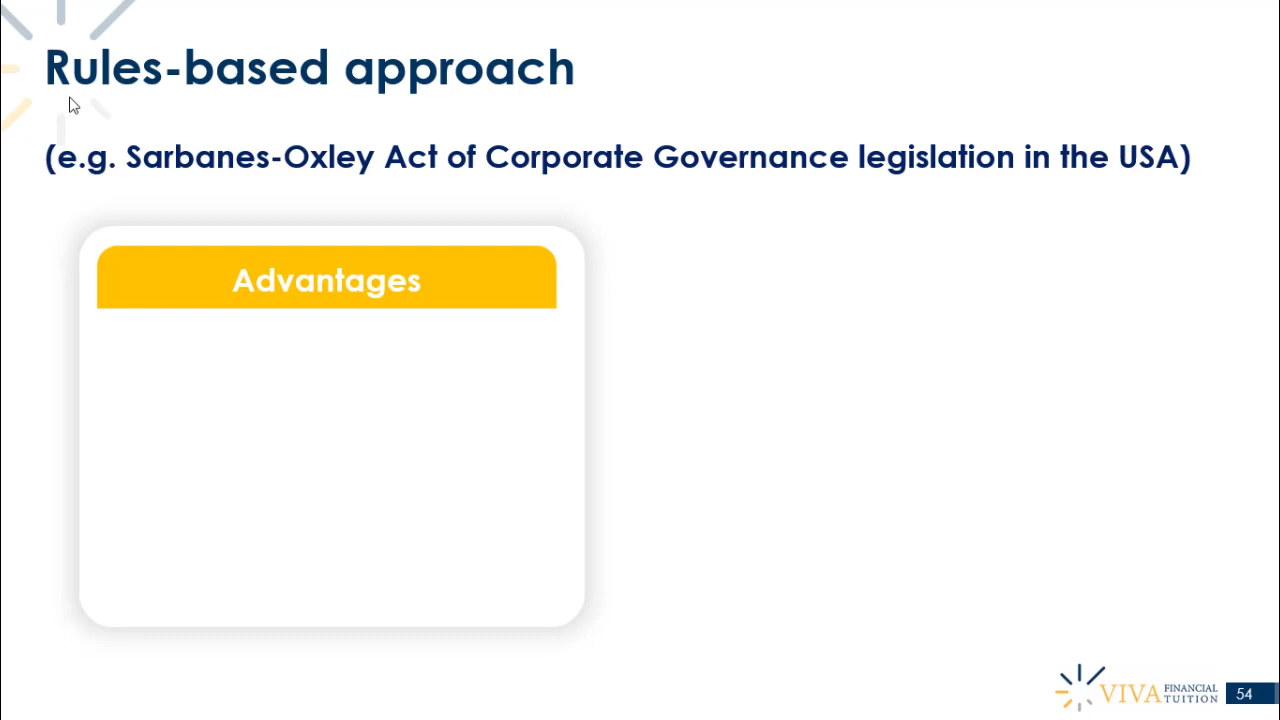 Rules-based approach
(e.g. Sarbanes-Oxley Act of Corporate Governance legislation in the USA)
Advantages
VIVA FINANCIAL TUITION
54